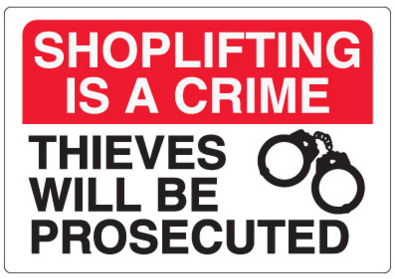 SHOPLIFTING
IS A CRIME
THIEVES
WILL BE
PROSECUTED